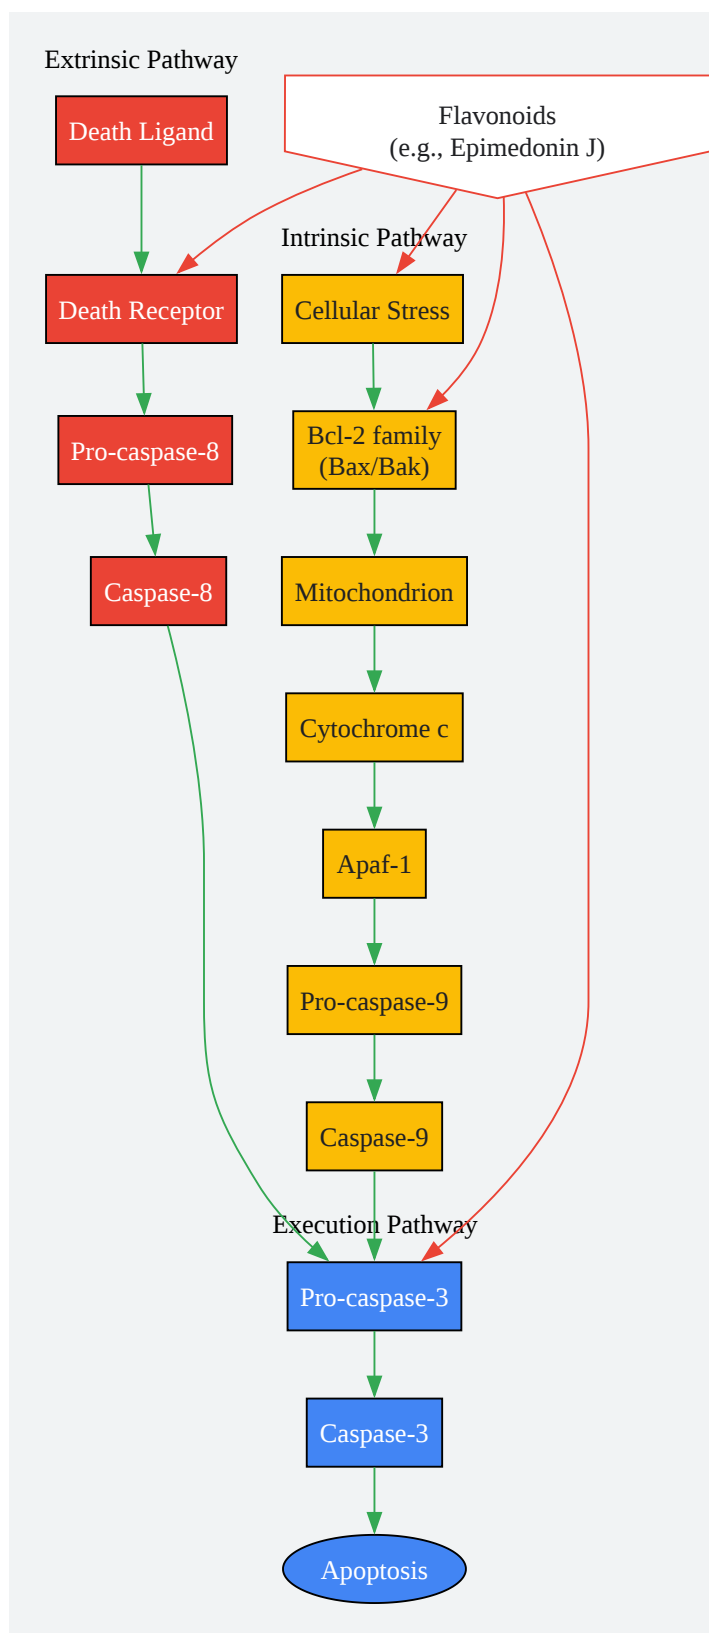 Extrinsic Pathway
Death Ligand
Flavonoids
(e.g., Epimedonin J)
Intrinsic Pathway
Death Receptor
Cellular Stress
Pro-caspase-8
Bcl-2 family
(Bax/Bak)
Caspase-8
Mitochondrion
Cytochrome c
Apaf-1
Pro-caspase-9
Caspase-9
Execution Pathway
Pro-caspase-3
Caspase-3
Apoptosis